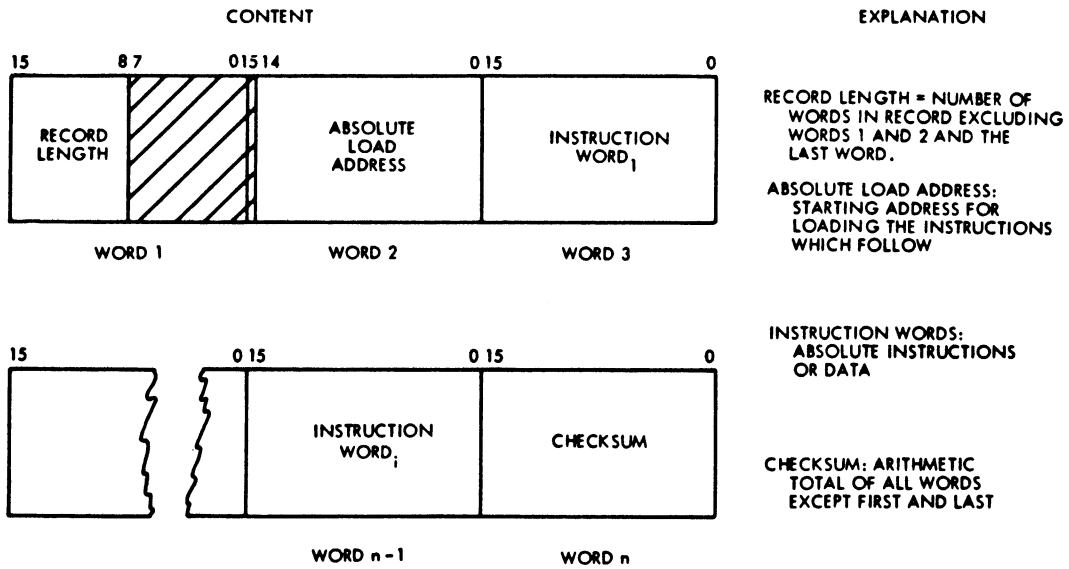 CONTENT
EXPLANATION
15 8 7 0 15 14 0 15 0
RECORD LENGTH = NUMBER OF
WORDS IN RECORD EXCLUDING
WORDS 1 AND 2 AND THE
LAST WORD.
RECORD
LENGTH
ABSOLUTE
LOAD
ADDRESS
INSTRUCTION
WORD1
ABSOLUTE LOAD ADDRESS:
STARTING ADDRESS FOR
LOADING THE INSTRUCTIONS
WHICH FOLLOW
WORD 1
WORD 2
WORD 3
INSTRUCTION WORDS:
ABSOLUTE INSTRUCTIONS
OR DATA
15 0 15 0 15 0
INSTRUCTION
WORDi
CHECKSUM
CHECKSUM: ARITHMETIC
TOTAL OF ALL WORDS
EXCEPT FIRST AND LAST
WORD n-1
WORD n